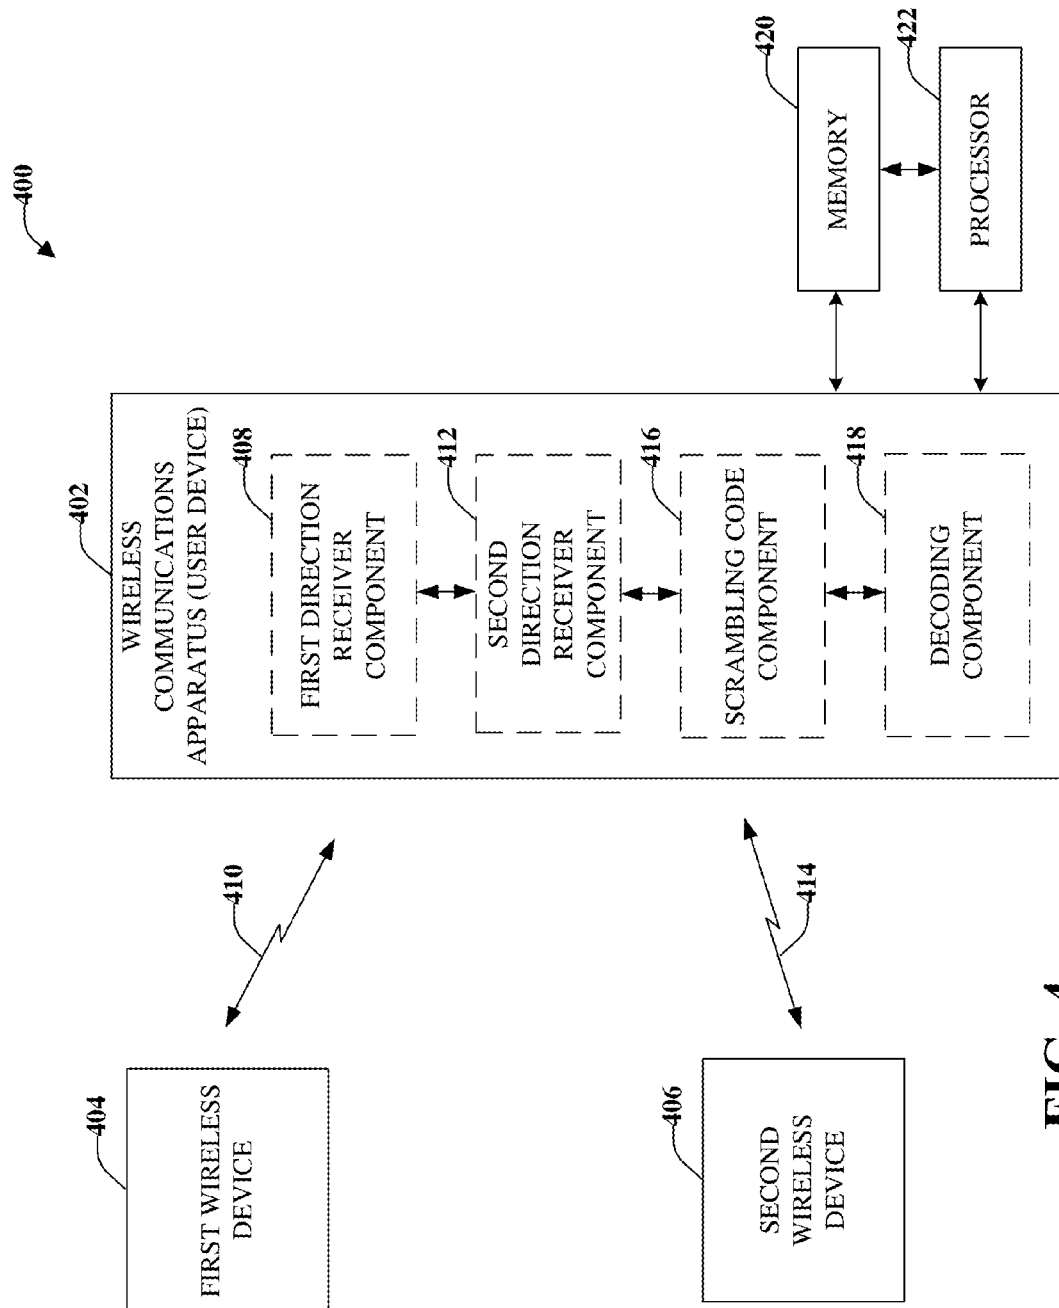 400
402
WIRELESS
COMMUNICATIONS
APPARATUS (USER DEVICE)
404
FIRST WIRELESS
DEVICE
410
408
FIRST DIRECTION
RECEIVER
COMPONENT
412
SECOND
DIRECTION
RECEIVER
COMPONENT
416
SCRAMBLING CODE
COMPONENT
418
DECODING
COMPONENT
406
SECOND
WIRELESS
DEVICE
414
420
MEMORY
422
PROCESSOR
FIG. 4